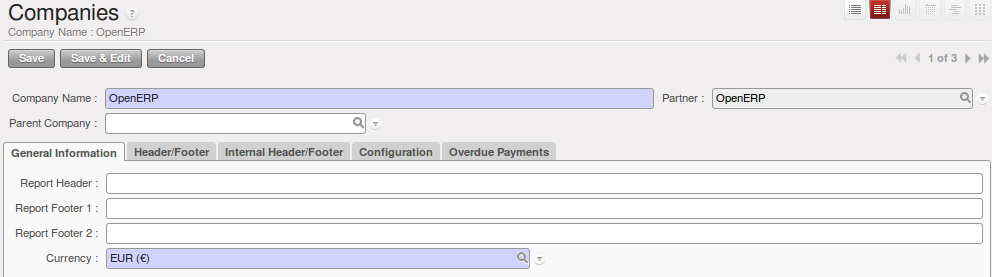 Companies ?
Company Name : OpenERP
Save Save & Edit Cancel 1 of 3
Company Name : OpenERP Partner : OpenERP
Parent Company :
General Information Header/Footer Internal Header/Footer Configuration Overdue Payments
Report Header :
Report Footer 1 :
Report Footer 2 :
Currency : EUR (€)